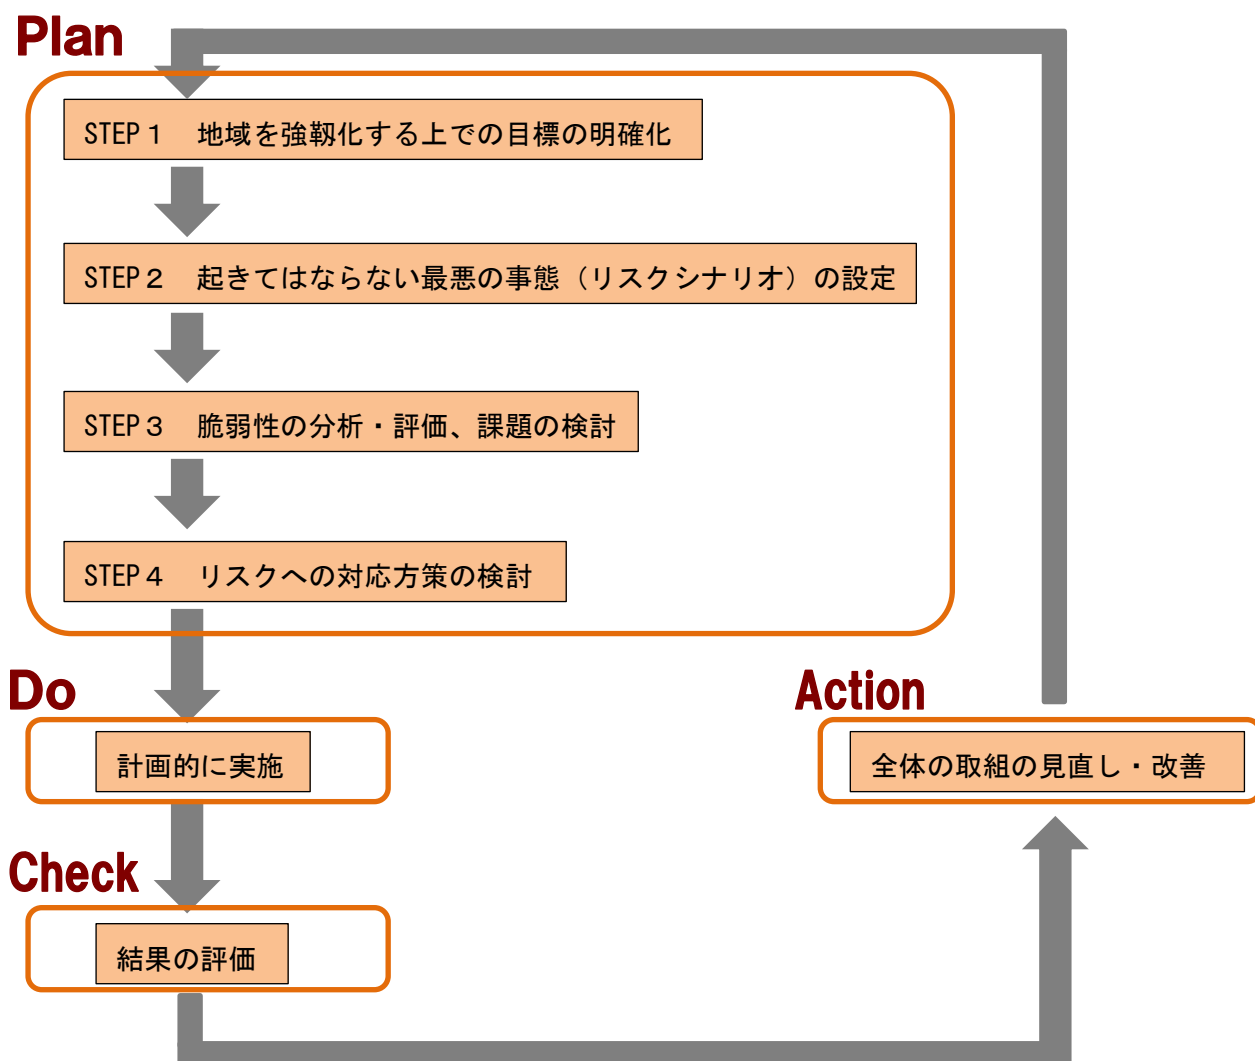 Plan
STEP１　地域を強靱化する上での目標の明確化
STEP２　起きてはならない最悪の事態（リスクシナリオ）の設定
STEP３　脆弱性の分析・評価、課題の検討
STEP４　リスクへの対応方策の検討
Do
計画的に実施
Check
結果の評価
Action
全体の取組の見直し・改善